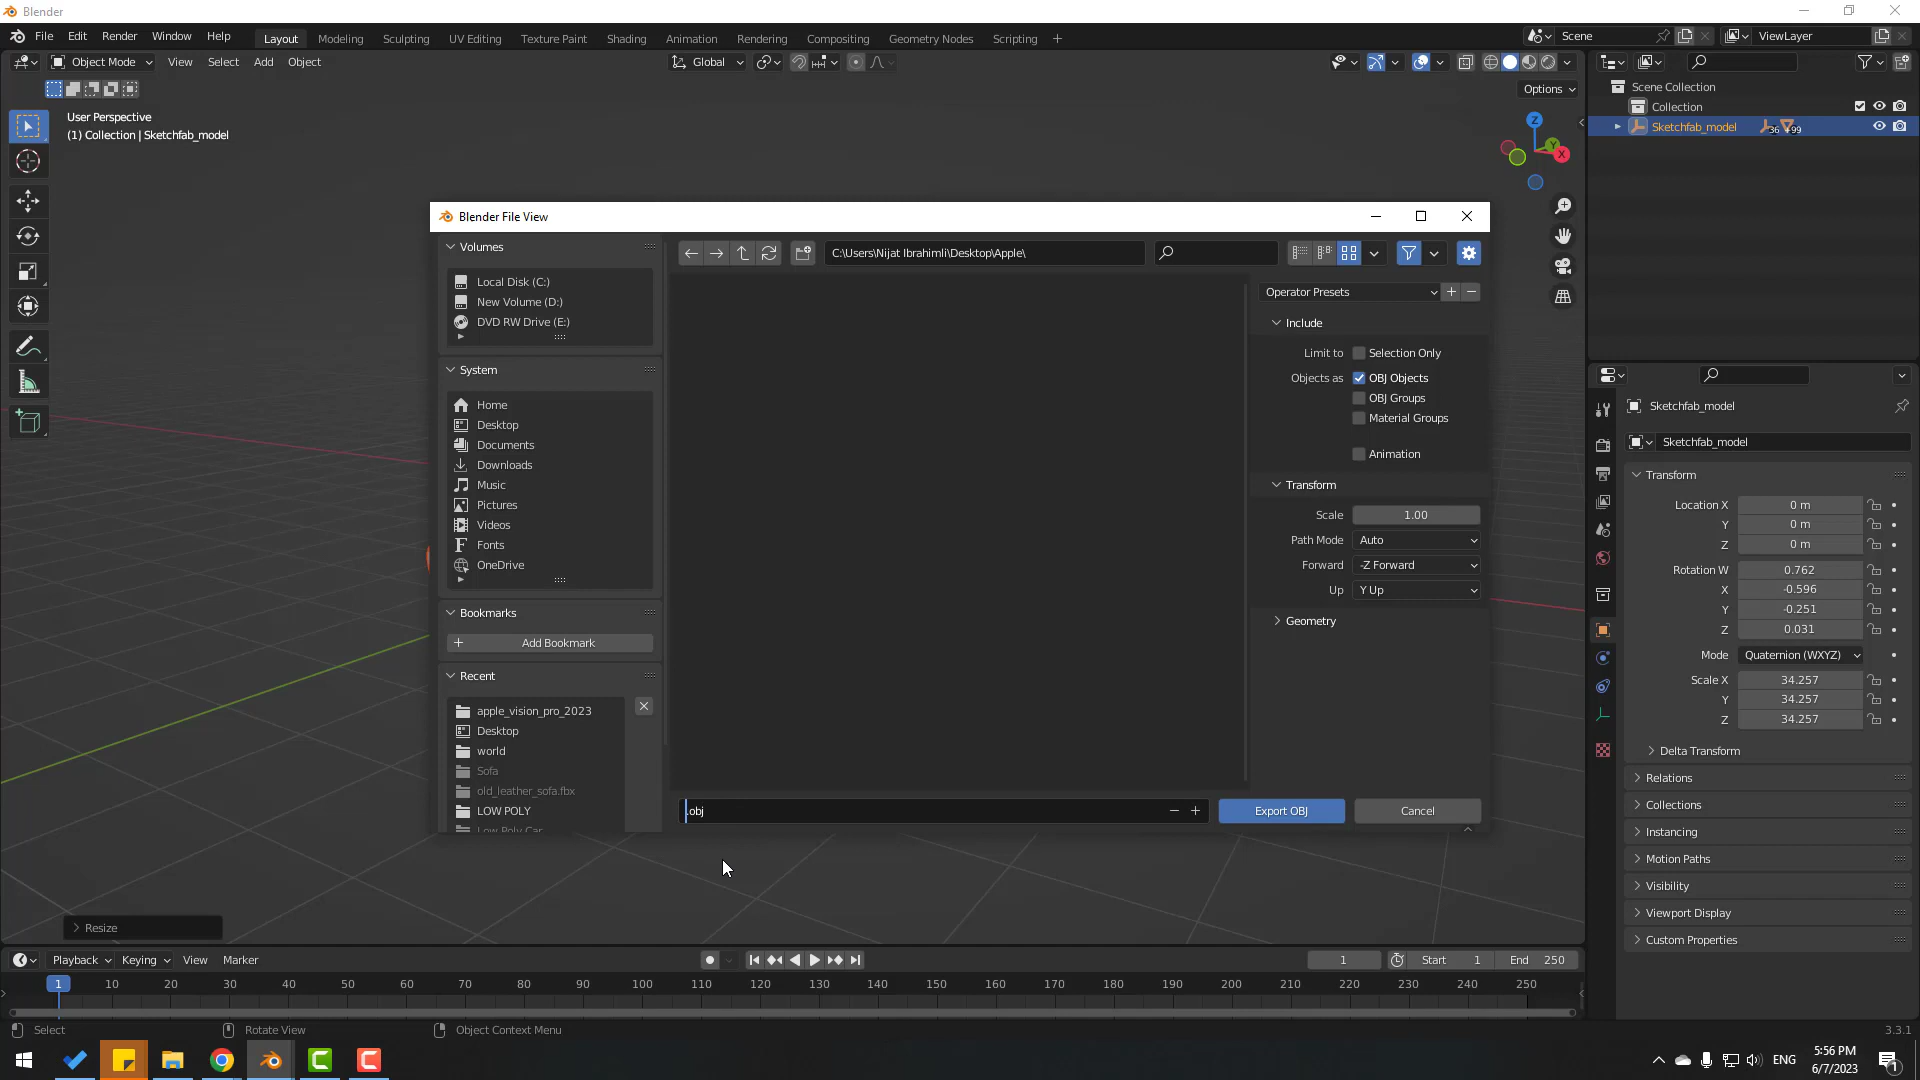 Blender
File Edit Render Window Help Layout Modeling Sculpting UV Editing Texture Paint Shading Animation Rendering Compositing Geometry Nodes Scripting + Scene ViewLayer
Object Mode View Select Add Object Global
Options
User Perspective
(1) Collection | Sketchfab_model
Z
Y
X
Scene Collection
Collection
Sketchfab_model 36 +99
Blender File View
Volumes
Local Disk (C:)
New Volume (D:)
DVD RW Drive (E:)
System
Home
Desktop
Documents
Downloads
Music
Pictures
Videos
Fonts
OneDrive
Bookmarks
Add Bookmark
Recent
apple_vision_pro_2023
Desktop
world
Sofa
old_leather_sofa.fbx
LOW POLY
Low Poly Car
C:\Users\Nijat Ibrahimli\Desktop\Apple\
.obj
Export OBJ
Cancel
Operator Presets
Include
Limit to Selection Only
Objects as OBJ Objects
OBJ Groups
Material Groups
Animation
Transform
Scale 1.00
Path Mode Auto
Forward -Z Forward
Up Y Up
Geometry
Sketchfab_model
Sketchfab_model
Transform
Location X 0 m
Y 0 m
Z 0 m
Rotation W 0.762
X -0.596
Y -0.251
Z 0.031
Mode Quaternion (WXYZ)
Scale X 34.257
Y 34.257
Z 34.257
Delta Transform
Relations
Collections
Instancing
Motion Paths
Visibility
Viewport Display
Custom Properties
Resize
Playback Keying View Marker 1 Start 1 End 250
1 10 20 30 40 50 60 70 80 90 100 110 120 130 140 150 160 170 180 190 200 210 220 230 240 250
Select Rotate View Object Context Menu 3.3.1
ENG
5:56 PM
6/7/2023
1